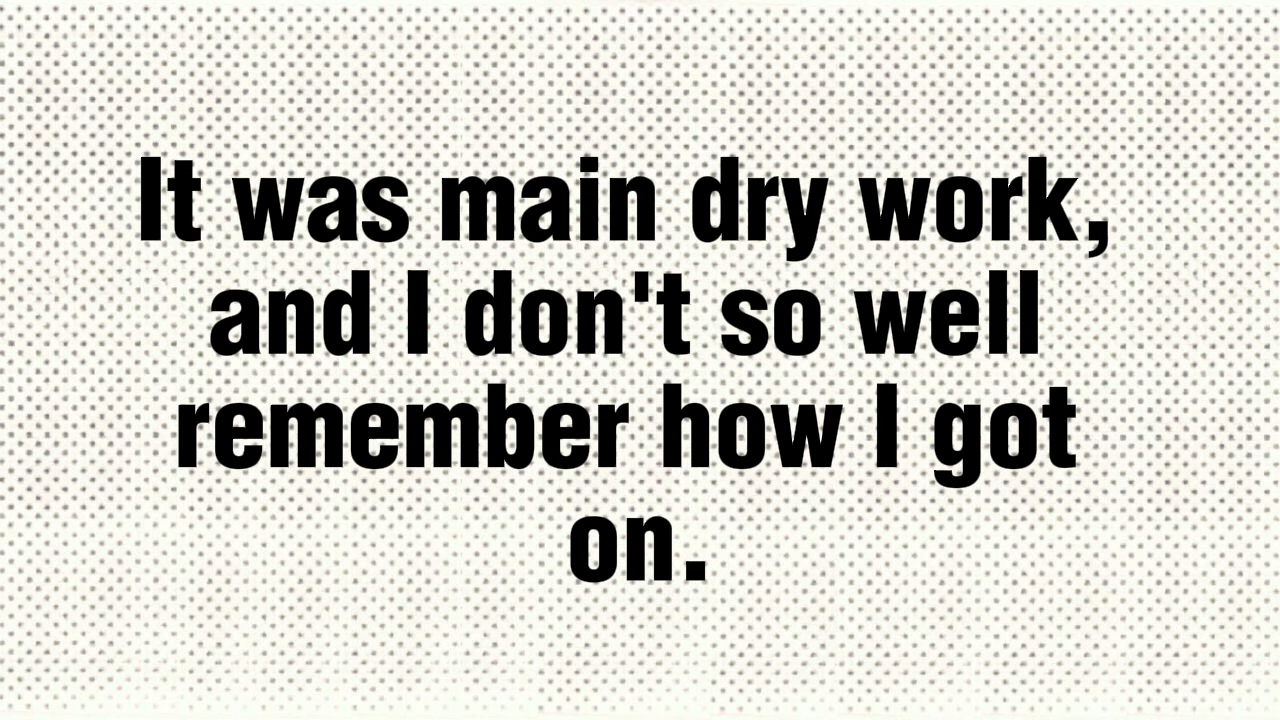 It was main dry work,
and I don't so well
remember how I got
on.